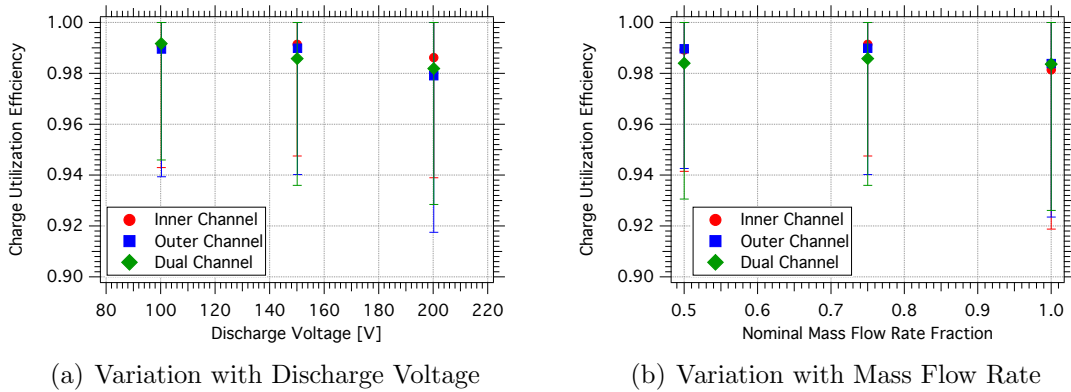 Charge Utilization Efficiency
1.00
0.98
0.96
0.94
0.92
0.90
Inner Channel
Outer Channel
Dual Channel
80 100 120 140 160 180 200 220
Discharge Voltage [V]
(a) Variation with Discharge Voltage
Charge Utilization Efficiency
1.00
0.98
0.96
0.94
0.92
0.90
Inner Channel
Outer Channel
Dual Channel
0.5 0.6 0.7 0.8 0.9 1.0
Nominal Mass Flow Rate Fraction
(b) Variation with Mass Flow Rate